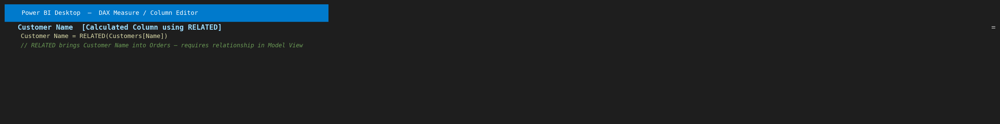 Power BI Desktop  —  DAX Measure / Column Editor
Customer Name  [Calculated Column using RELATED] =
Customer Name = RELATED(Customers[Name])
// RELATED brings Customer Name into Orders — requires relationship in Model View